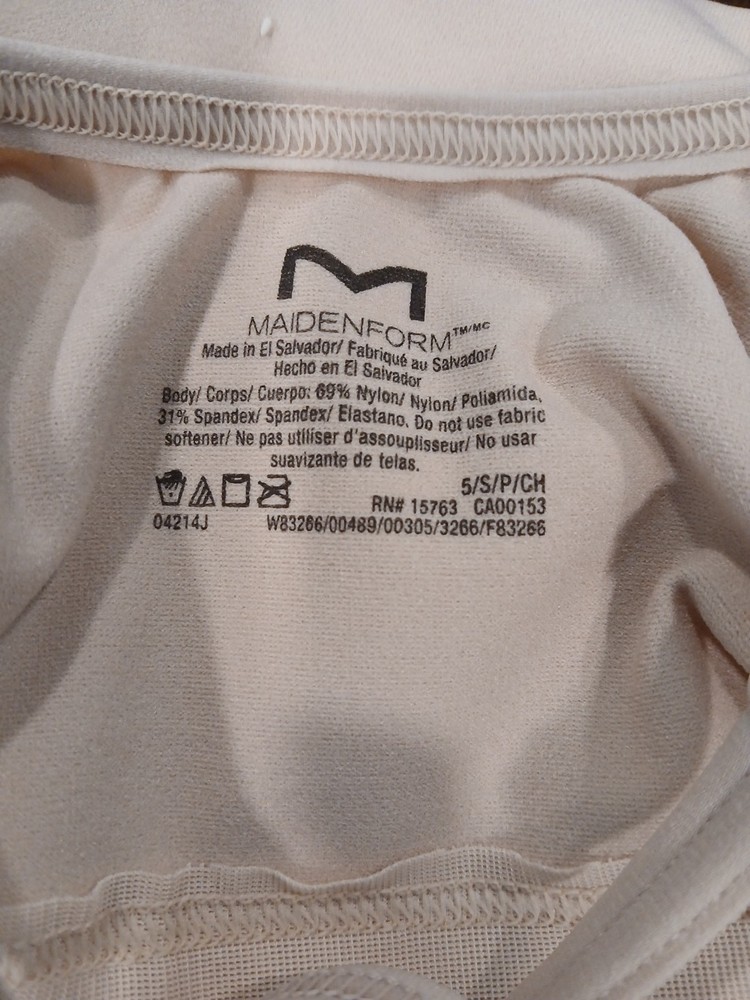 MAIDENFORM™/MC
Made in El Salvador/ Fabriqué au Salvador/
Hecho en El Salvador
Body/ Corps/ Cuerpo: 69% Nylon/ Nylon/ Poliamida,
31% Spandex/ Spandex/ Elastano. Do not use fabric
softener/ Ne pas utiliser d'assouplisseur/ No usar
suavizante de telas.
5/S/P/CH
RN# 15763 CA00153
04214J W83266/00489/00305/3266/F83266